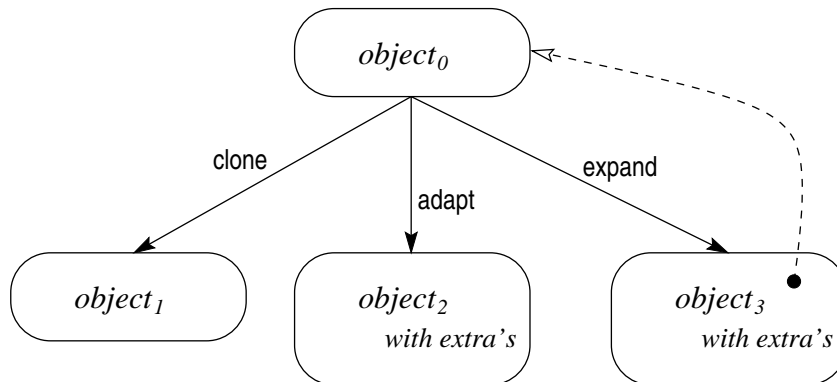 object₀
clone
expand
adapt
object₁
object₂
with extra's
object₃
with extra's